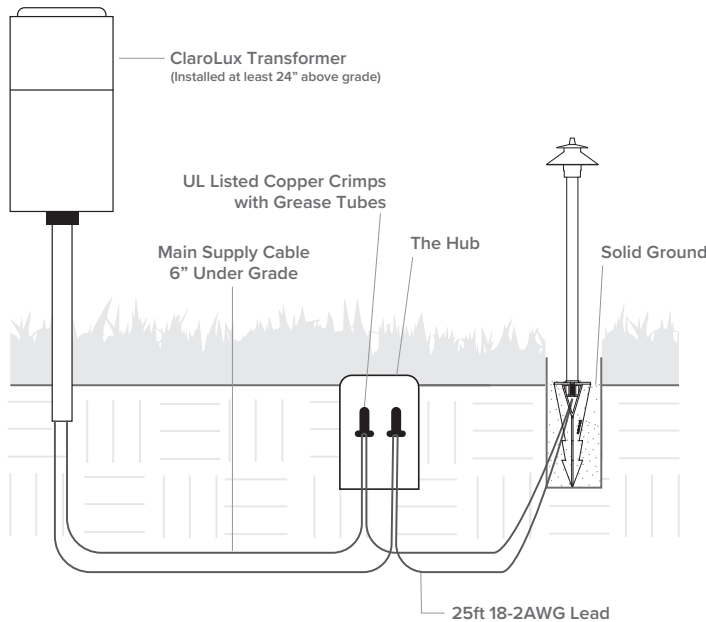 ClaroLux Transformer
(Installed at least 24” above grade)
UL Listed Copper Crimps
with Grease Tubes
The Hub
Main Supply Cable
6” Under Grade
Solid Ground
25ft 18-2AWG Lead